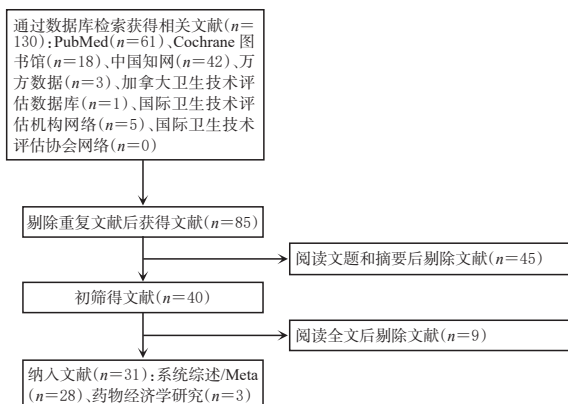 通过数据库检索获得相关文献(n=
130):PubMed(n=61)、Cochrane 图
书馆(n=18)、中国知网(n=42)、万
方数据(n=3)、加拿大卫生技术评
估数据库(n=1)、国际卫生技术评
估机构网络(n=5)、国际卫生技术
评估协会网络(n=0)
剔除重复文献后获得文献(n=85)
阅读文题和摘要后剔除文献(n=45)
初筛得文献(n=40)
阅读全文后剔除文献(n=9)
纳入文献(n=31):系统综述/Meta
(n=28)、药物经济学研究(n=3)